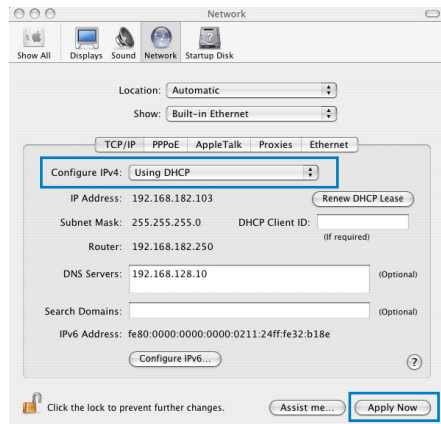 Network
Show All Displays Sound Network Startup Disk
Location: Automatic
Show: Built-in Ethernet
TCP/IP PPPoE AppleTalk Proxies Ethernet
Configure IPv4: Using DHCP
IP Address: 192.168.182.103 Renew DHCP Lease
Subnet Mask: 255.255.255.0 DHCP Client ID:
(If required)
Router: 192.168.182.250
DNS Servers: 192.168.128.10 (Optional)
Search Domains: (Optional)
IPv6 Address: fe80:0000:0000:0000:0211:24ff:fe32:b18e
Configure IPv6... ?
Click the lock to prevent further changes. Assist me... Apply Now